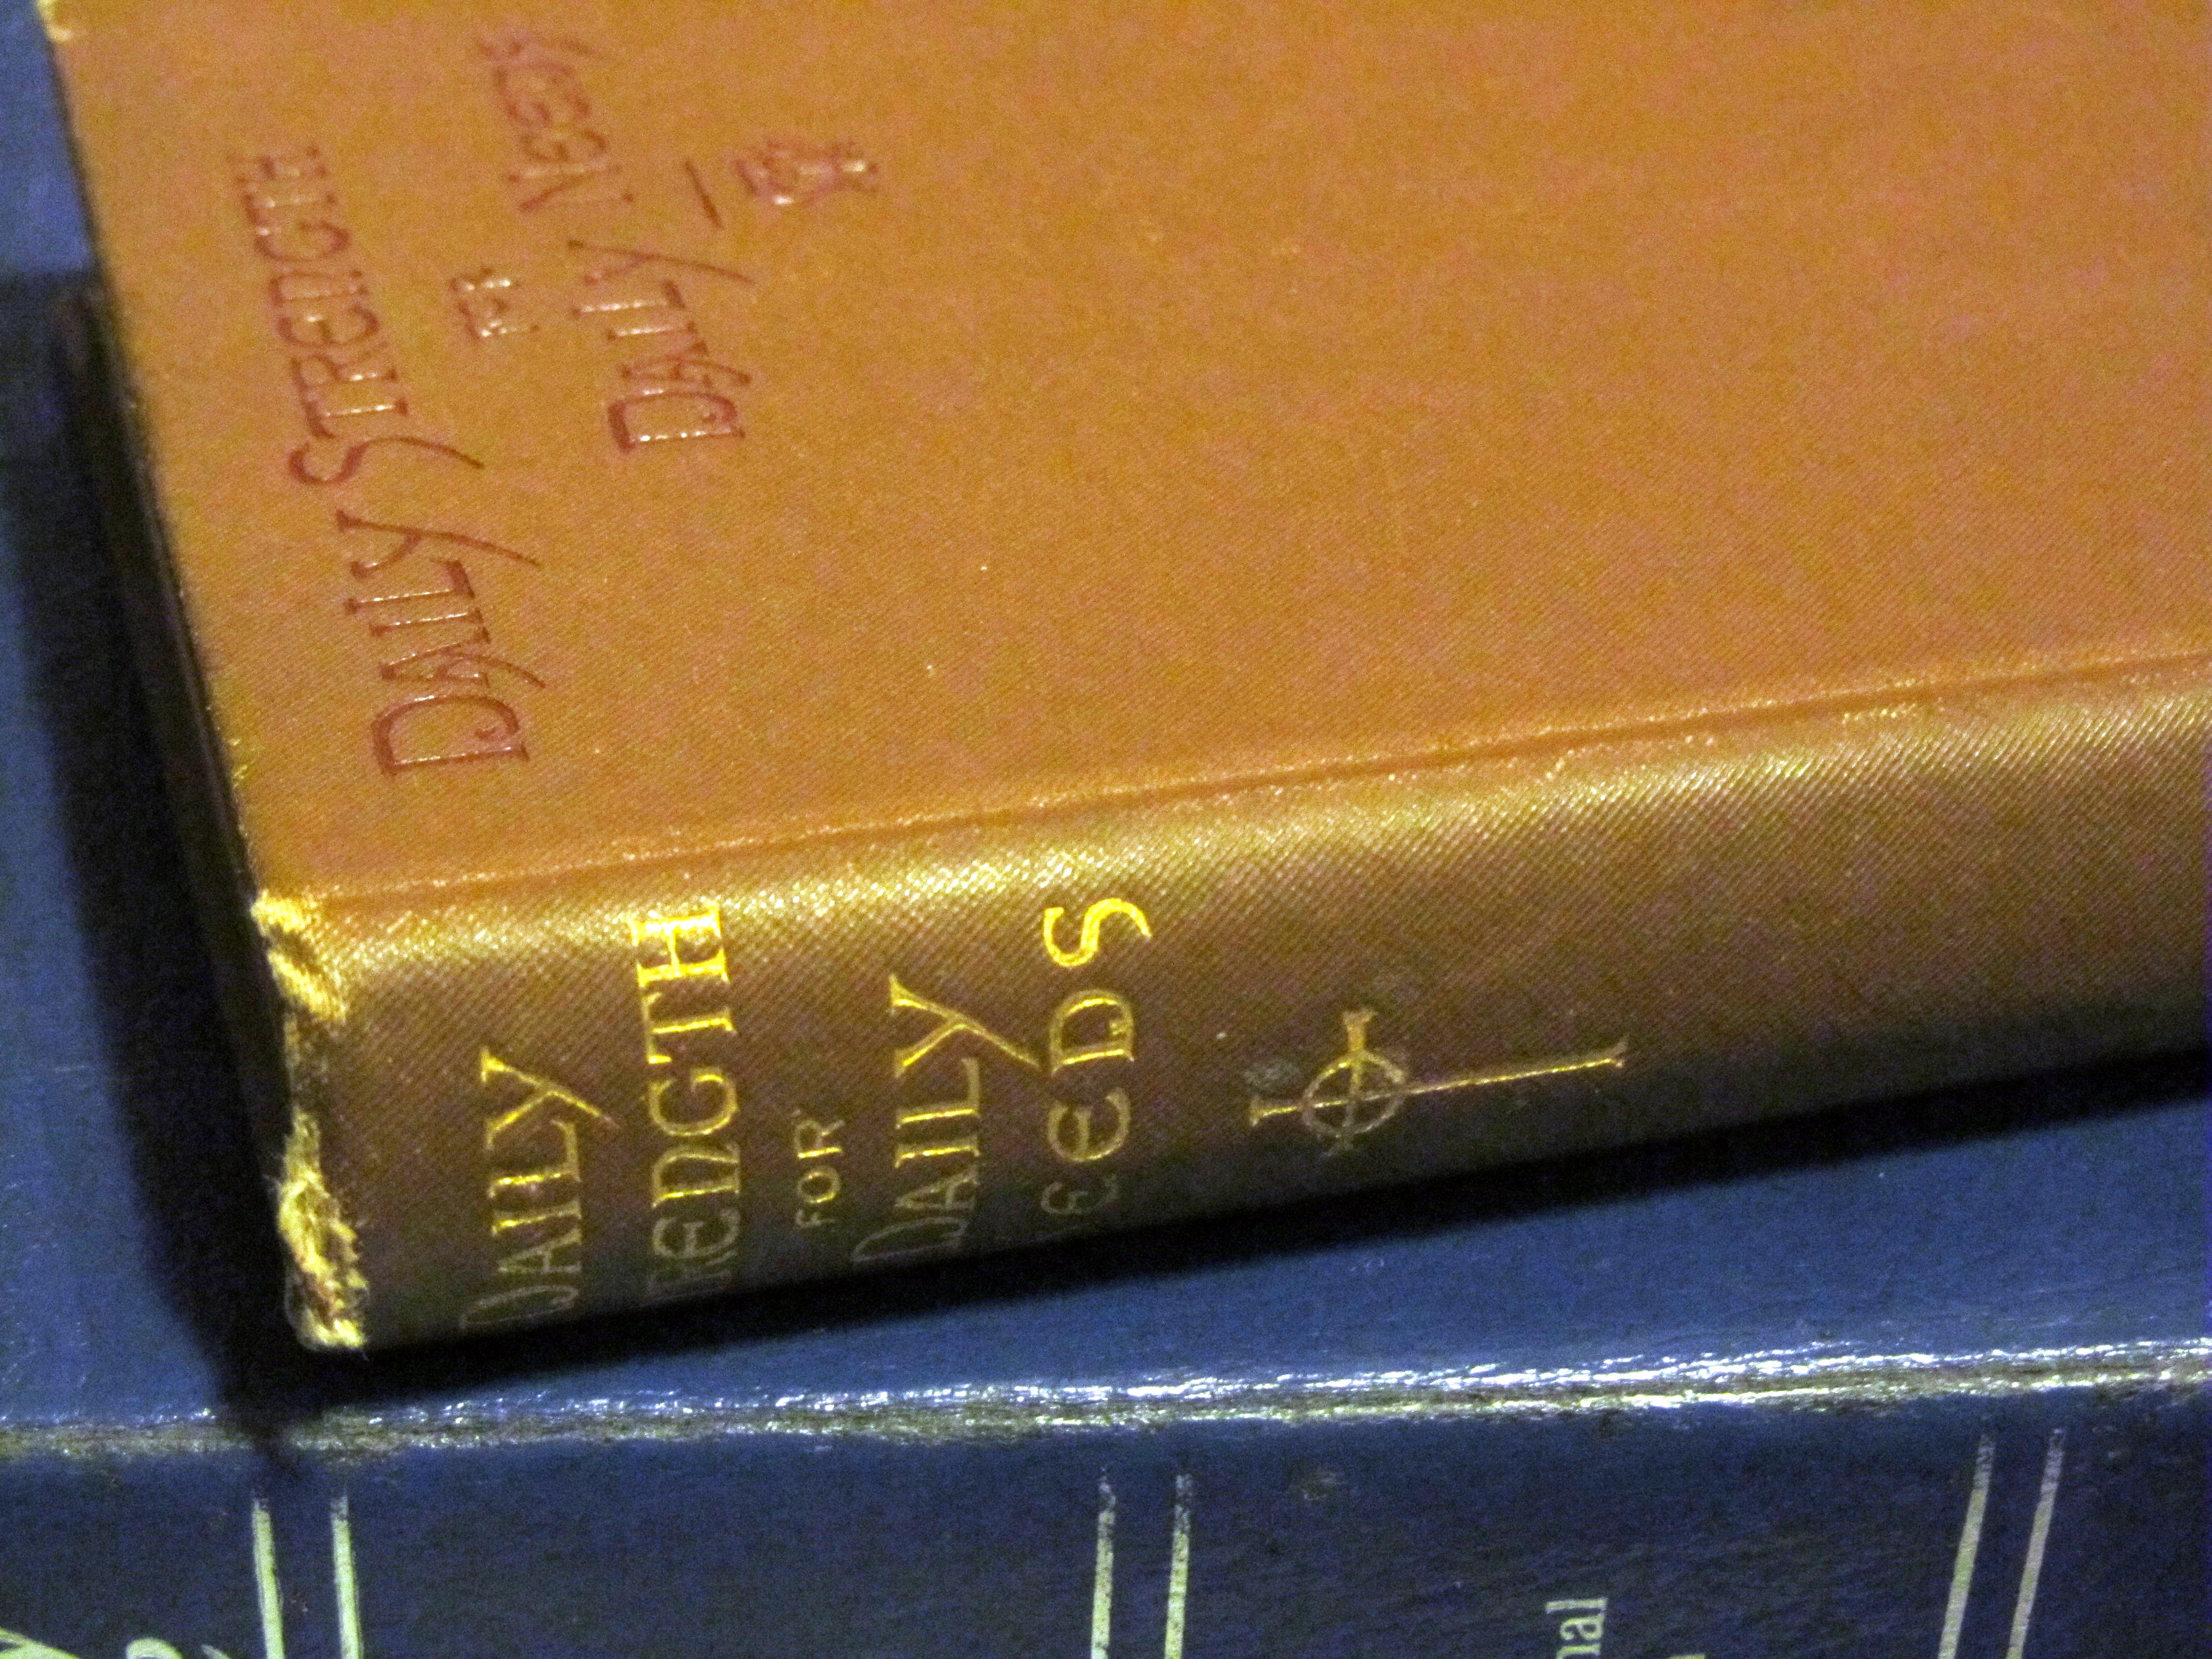 DAILY STRENGTH
FOR
DAILY NEEDS
DAILY
STRENGTH
FOR
DAILY
NEEDS
nal